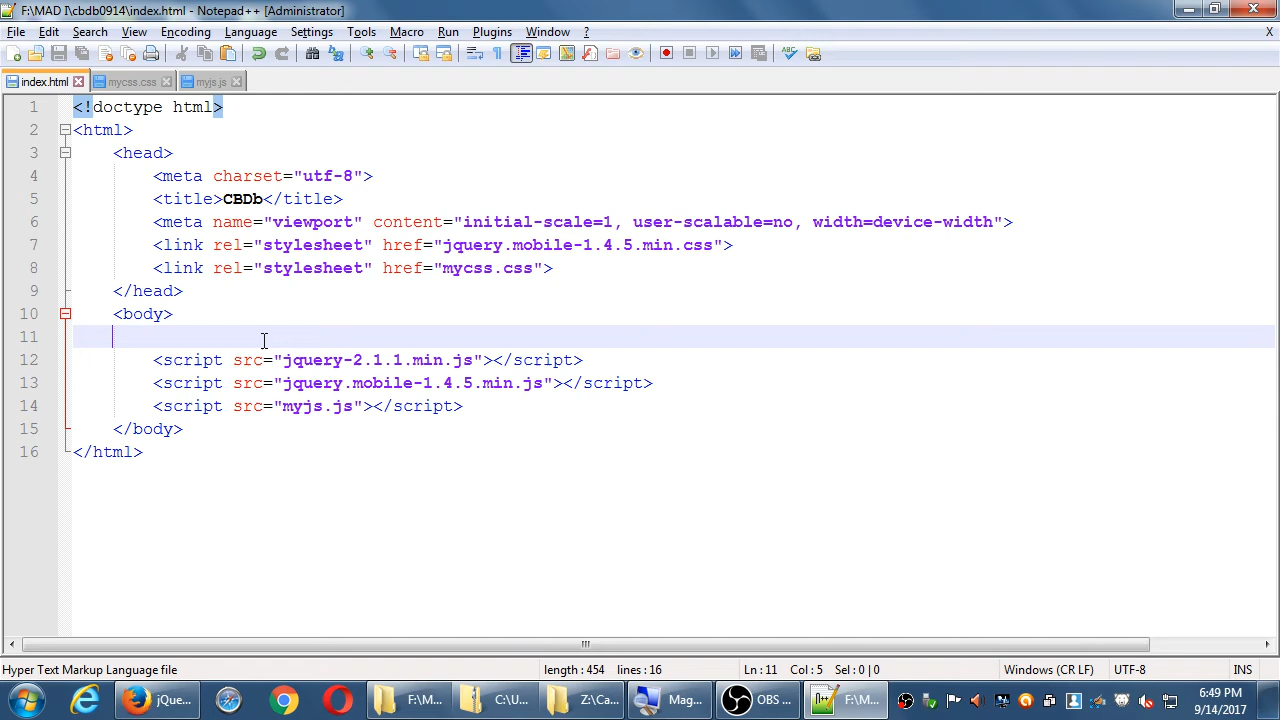 F:\MAD I\cbdb0914\index.html - Notepad++ [Administrator]
File Edit Search View Encoding Language Settings Tools Macro Run Plugins Window ? X
index.html mycss.css myjs.js
1 <!doctype html>
2 <html>
3 <head>
4 <meta charset="utf-8">
5 <title>CBDb</title>
6 <meta name="viewport" content="initial-scale=1, user-scalable=no, width=device-width">
7 <link rel="stylesheet" href="jquery.mobile-1.4.5.min.css">
8 <link rel="stylesheet" href="mycss.css">
9 </head>
10 <body>
11
12 <script src="jquery-2.1.1.min.js"></script>
13 <script src="jquery.mobile-1.4.5.min.js"></script>
14 <script src="myjs.js"></script>
15 </body>
16 </html>
Hyper Text Markup Language file length : 454 lines : 16 Ln : 11 Col : 5 Sel : 0 | 0 Windows (CR LF) UTF-8 INS
jQue... F:\M... C:\U... Z:\Ca... Mag... OBS ... F:\M... 6:49 PM
9/14/2017